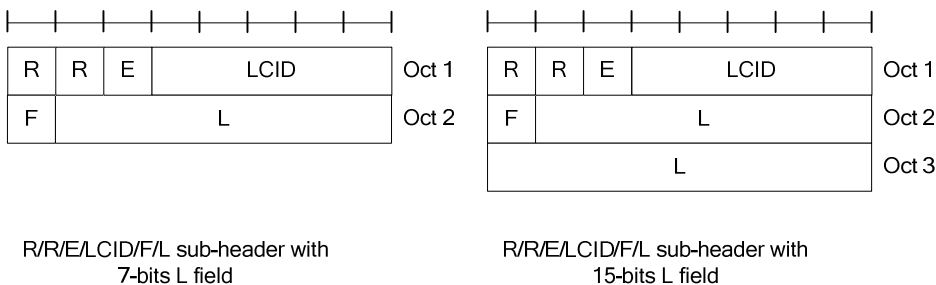 R R E LCID Oct 1
F L Oct 2
R/R/E/LCID/F/L sub-header with
7-bits L field
R R E LCID Oct 1
F L Oct 2
L Oct 3
R/R/E/LCID/F/L sub-header with
15-bits L field